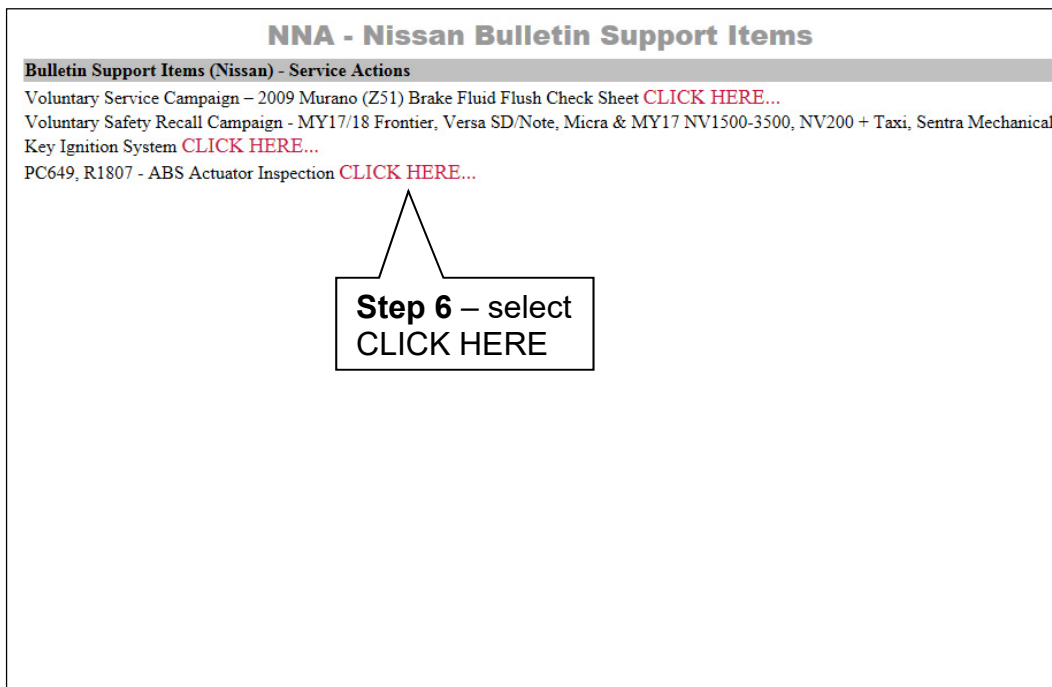 NNA - Nissan Bulletin Support Items
Bulletin Support Items (Nissan) - Service Actions
Voluntary Service Campaign – 2009 Murano (Z51) Brake Fluid Flush Check Sheet CLICK HERE...
Voluntary Safety Recall Campaign - MY17/18 Frontier, Versa SD/Note, Micra & MY17 NV1500-3500, NV200 + Taxi, Sentra Mechanical
Key Ignition System CLICK HERE...
PC649, R1807 - ABS Actuator Inspection CLICK HERE...
Step 6 – select
CLICK HERE